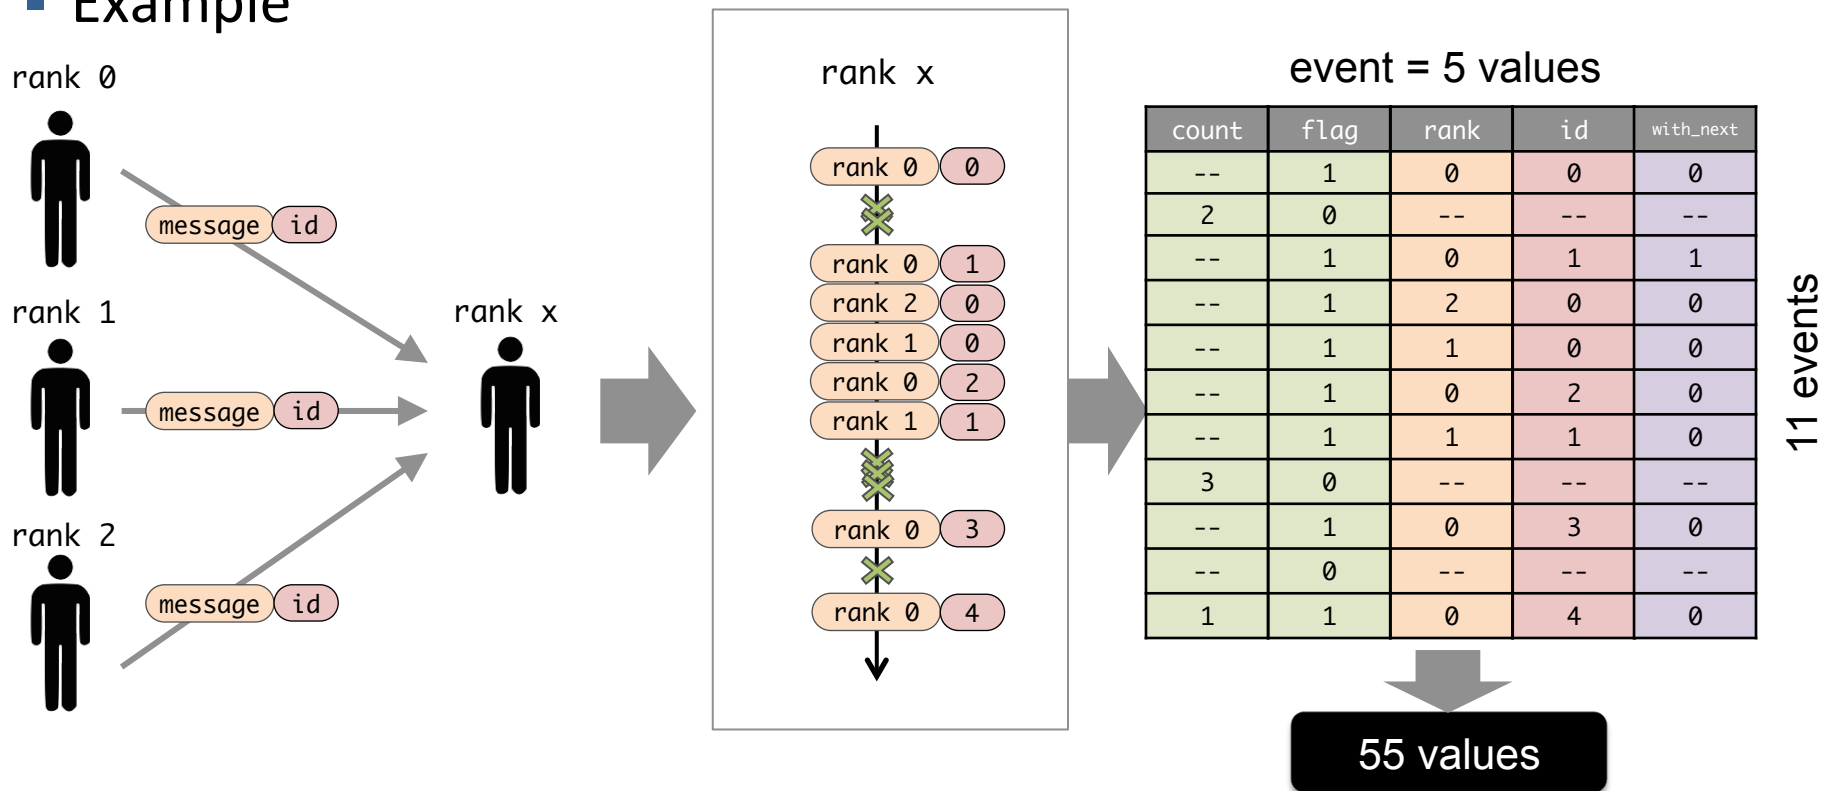 Example
rank 0
message id
rank 1
message id
rank 2
message id
rank x
rank x
rank 0 0
rank 0 1
rank 2 0
rank 1 0
rank 0 2
rank 1 1
rank 0 3
rank 0 4
event = 5 values
count flag rank id with_next
-- 1 0 0 0
2 0 -- -- --
-- 1 0 1 1
-- 1 2 0 0
-- 1 1 0 0
-- 1 0 2 0
-- 1 1 1 0
3 0 -- -- --
-- 1 0 3 0
-- 0 -- -- --
1 1 0 4 0
11 events
55 values